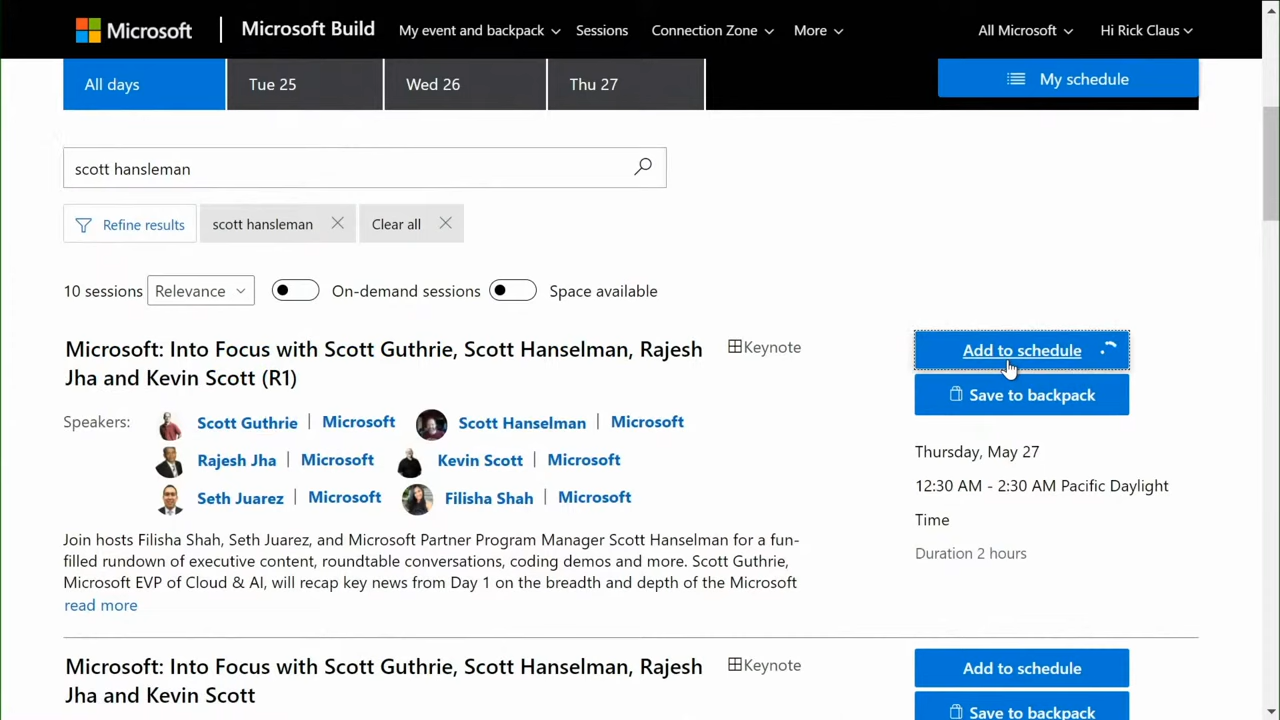 Microsoft
Microsoft Build
My event and backpack
Sessions
Connection Zone
More
All Microsoft
Hi Rick Claus
All days
Tue 25
Wed 26
Thu 27
My schedule
scott hansleman
Refine results
scott hansleman
Clear all
10 sessions
Relevance
On-demand sessions
Space available
Microsoft: Into Focus with Scott Guthrie, Scott Hanselman, Rajesh
Jha and Kevin Scott (R1)
Keynote
Add to schedule
Save to backpack
Speakers:
Scott Guthrie | Microsoft
Scott Hanselman | Microsoft
Rajesh Jha | Microsoft
Kevin Scott | Microsoft
Seth Juarez | Microsoft
Filisha Shah | Microsoft
Thursday, May 27
12:30 AM - 2:30 AM Pacific Daylight
Time
Duration 2 hours
Join hosts Filisha Shah, Seth Juarez, and Microsoft Partner Program Manager Scott Hanselman for a fun-
filled rundown of executive content, roundtable conversations, coding demos and more. Scott Guthrie,
Microsoft EVP of Cloud & AI, will recap key news from Day 1 on the breadth and depth of the Microsoft
read more
Microsoft: Into Focus with Scott Guthrie, Scott Hanselman, Rajesh
Jha and Kevin Scott
Keynote
Add to schedule
Save to backpack